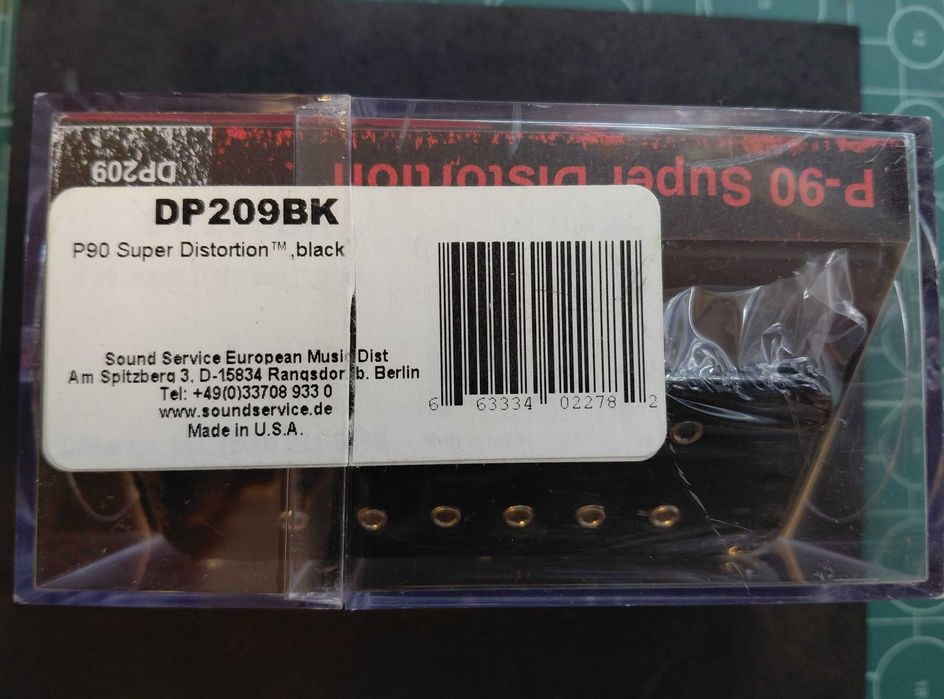 DP209
P-90 Super Distortion
DP209BK
P90 Super Distortion™,black
Sound Service European Music Dist
Am Spitzberg 3, D-15834 Rangsdor b. Berlin
Tel: +49(0)33708 933 0
www.soundservice.de
Made in U.S.A.
6 63334 02278 2